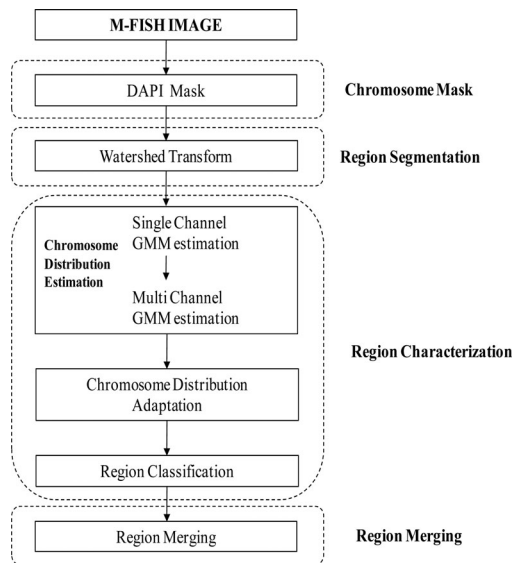 M-FISH IMAGE
DAPI Mask
Chromosome Mask
Watershed Transform
Region Segmentation
Chromosome
Distribution
Estimation
Single Channel
GMM estimation
Multi Channel
GMM estimation
Region Characterization
Chromosome Distribution
Adaptation
Region Classification
Region Merging
Region Merging